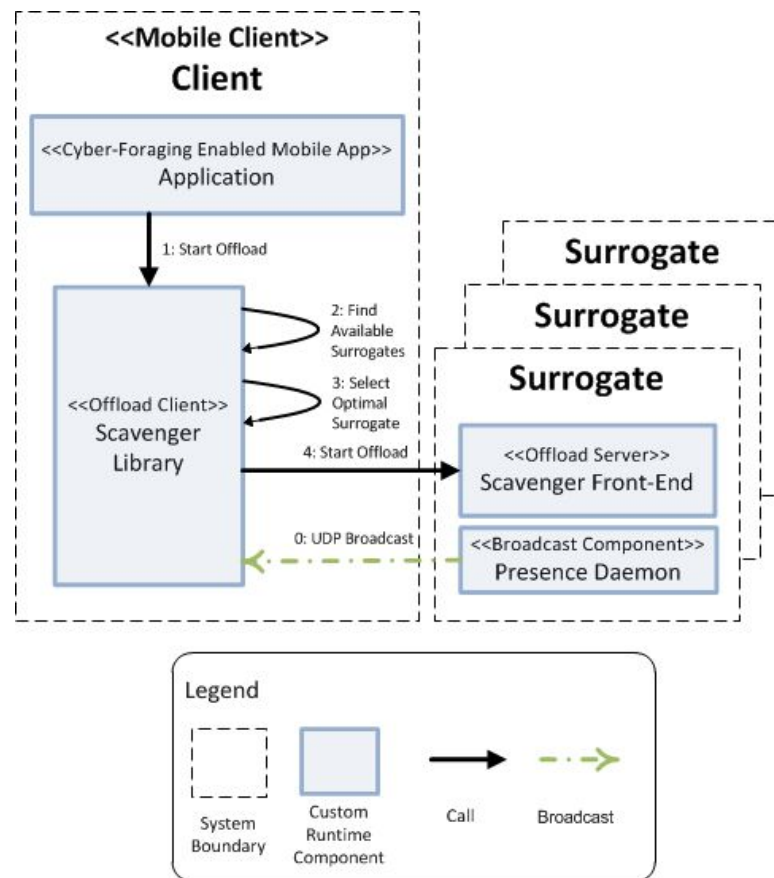 <<Mobile Client>>
Client
<<Cyber-Foraging Enabled Mobile App>>
Application
1: Start Offload
2: Find
Available
Surrogates
3: Select
Optimal
Surrogate
<<Offload Client>>
Scavenger
Library
4: Start Offload
0: UDP Broadcast
Surrogate
Surrogate
Surrogate
<<Offload Server>>
Scavenger Front-End
<<Broadcast Component>>
Presence Daemon
Legend
System
Boundary
Custom
Runtime
Component
Call
Broadcast